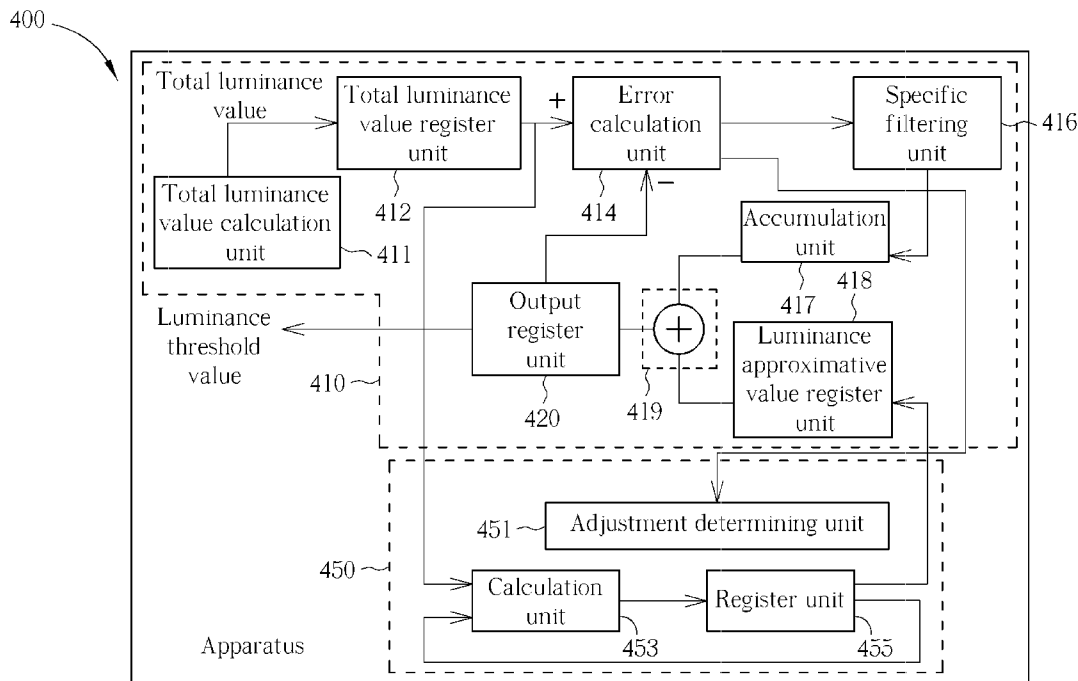 400
Total luminance
value
Total luminance
value register
unit
412
+
Error
calculation
unit
414
−
Specific
filtering
unit
416
Total luminance
value calculation
unit
411
Accumulation
unit
417
418
Luminance
threshold
value
410
Output
register
unit
420
+
419
Luminance
approximative
value register
unit
451
Adjustment determining unit
450
Calculation
unit
453
Register unit
455
Apparatus